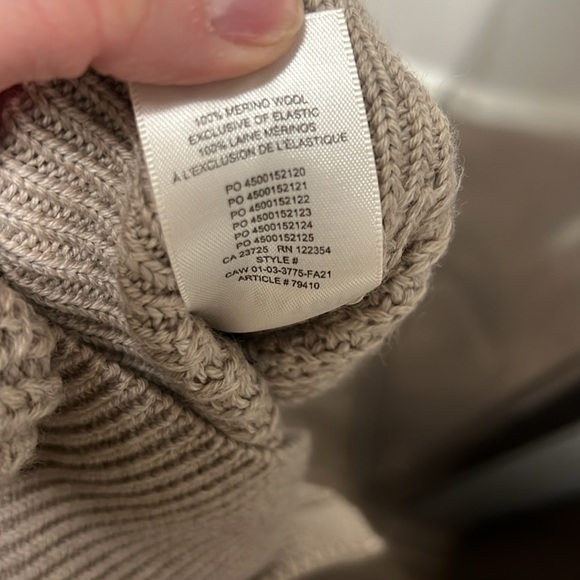 100% MERINO WOOL
EXCLUSIVE OF ELASTIC
100% LAINE MÉRINOS
À L'EXCLUSION DE L'ÉLASTIQUE
PO 4500152120
PO 4500152121
PO 4500152122
PO 4500152123
PO 4500152124
PO 4500152125
CA 23725 RN 122354
STYLE #
CAW 01-03-3775-FA21
ARTICLE # 79410